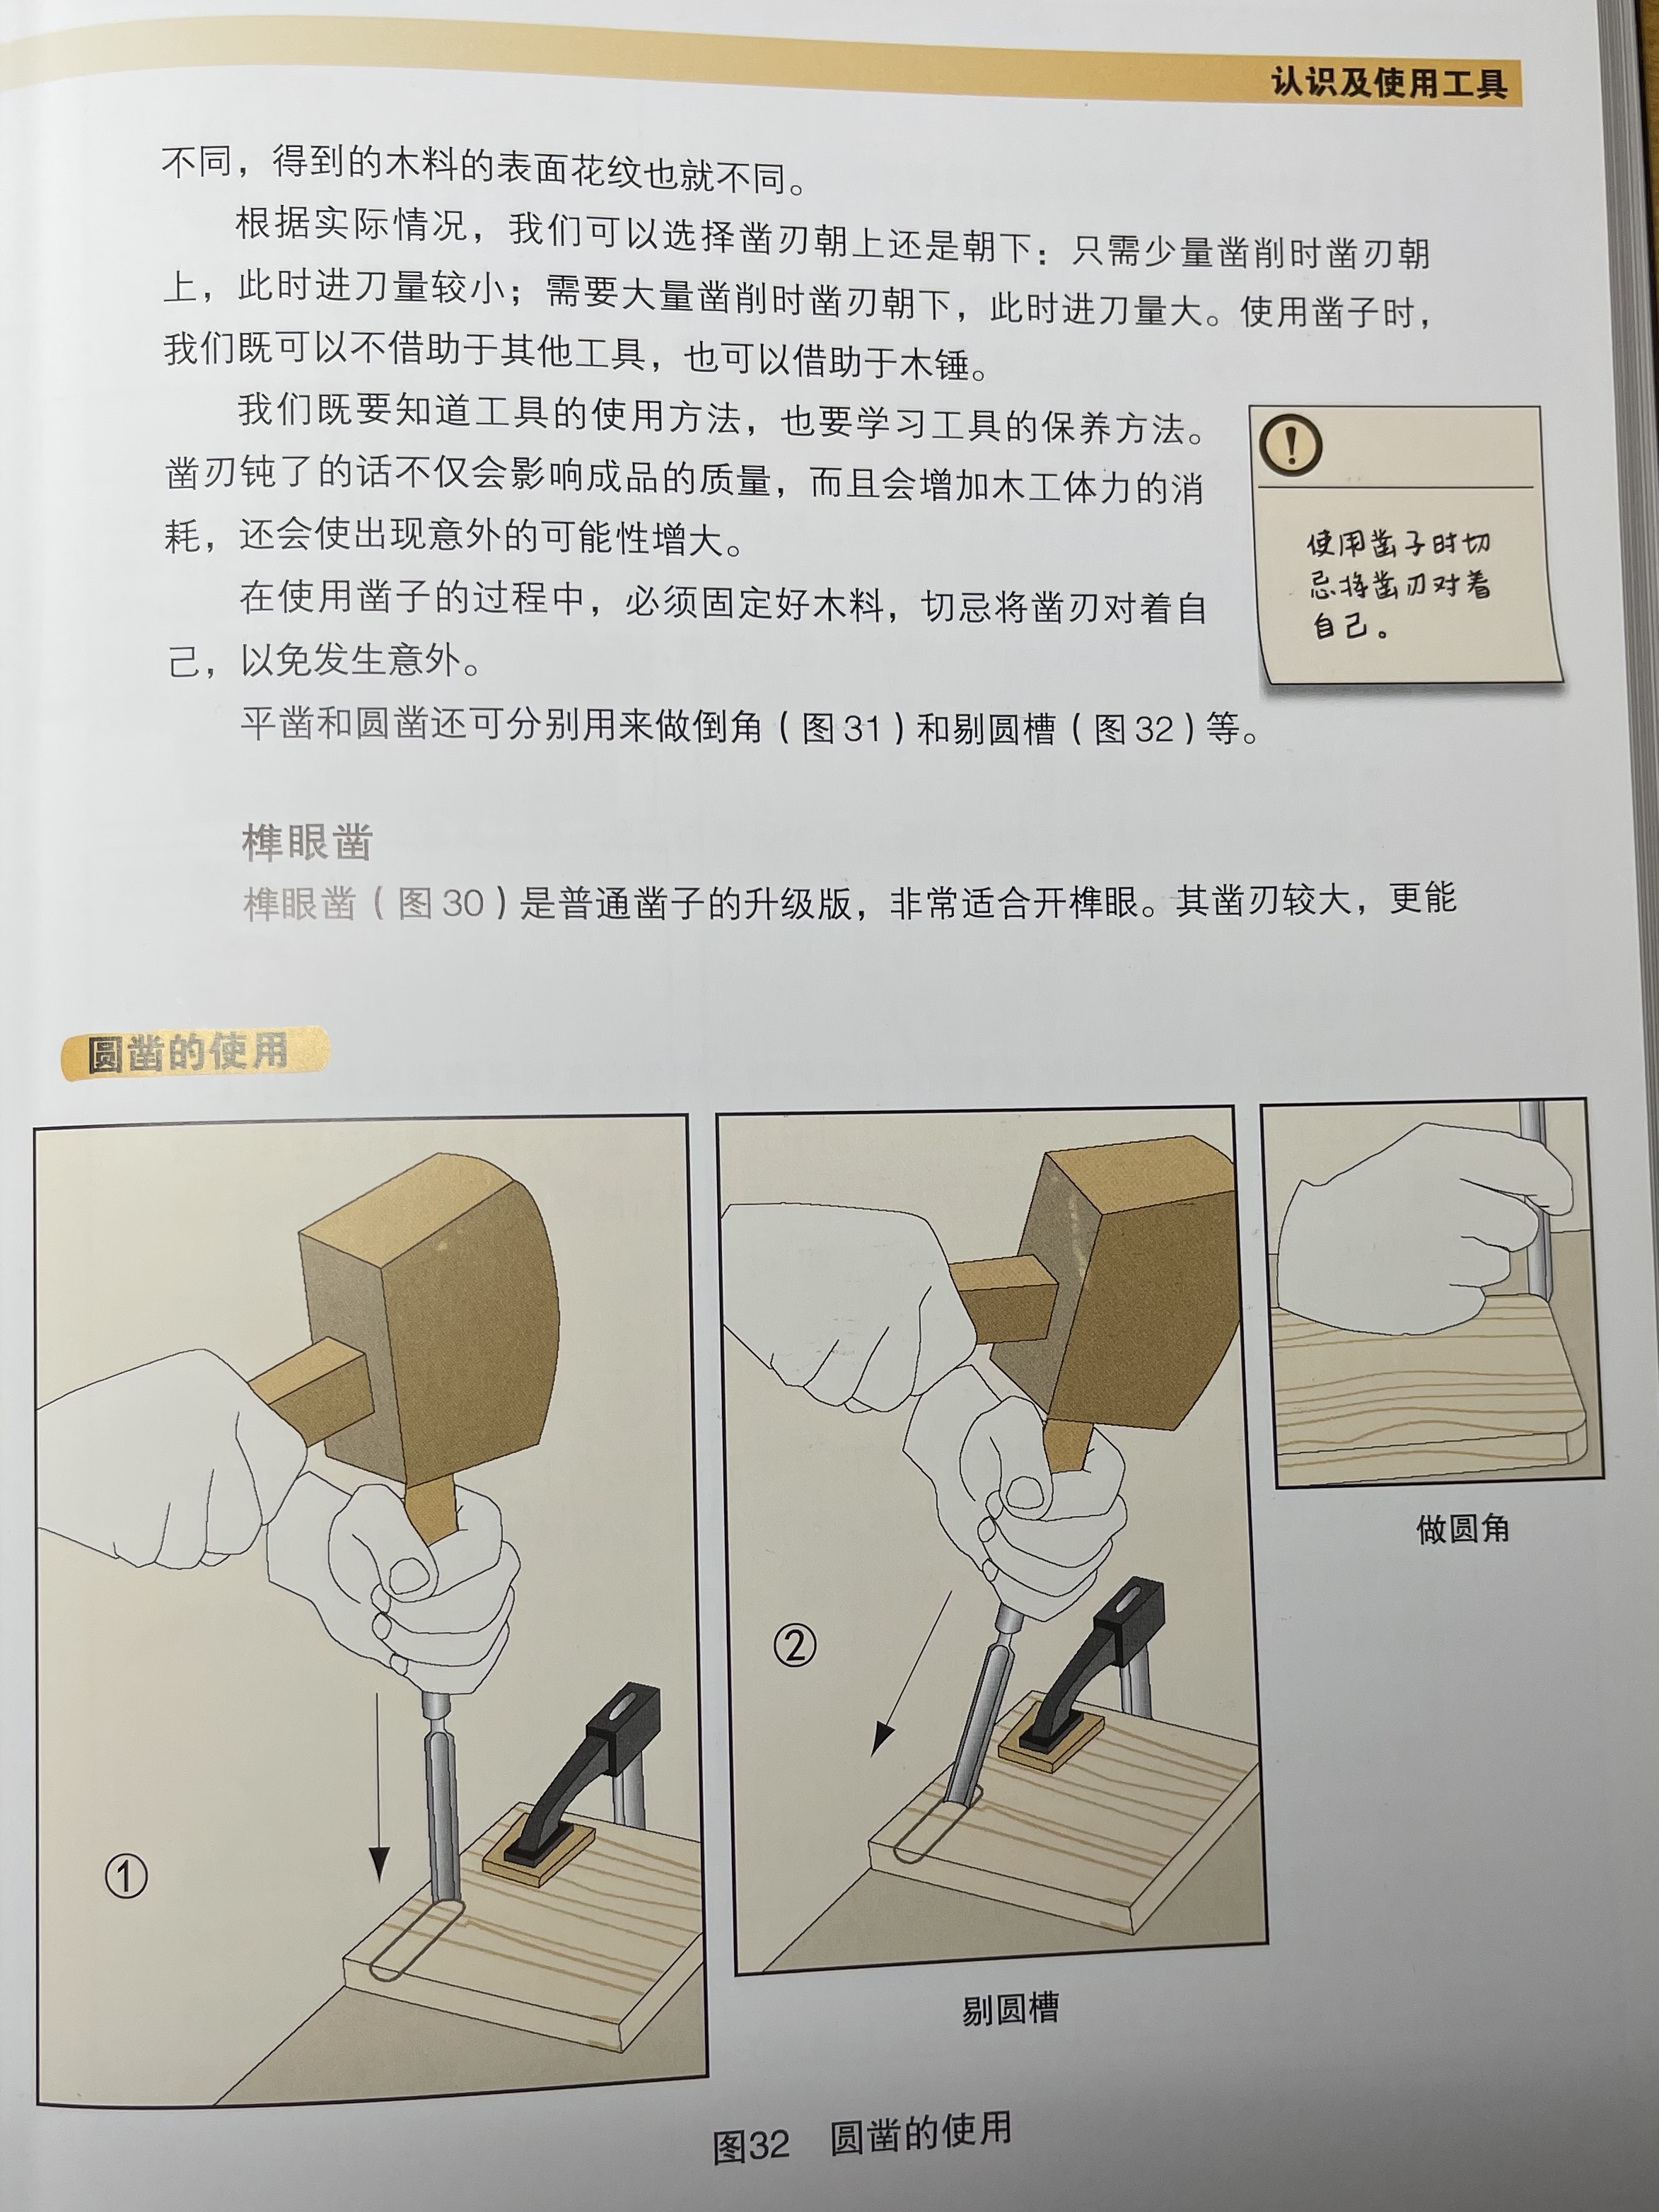 认识及使用工具
不同，得到的木料的表面花纹也就不同。
根据实际情况，我们可以选择凿刃朝上还是朝下：只需少量凿削时凿刃朝
上，此时进刀量较小；需要大量凿削时凿刃朝下，此时进刀量大。使用凿子时，
我们既可以不借助于其他工具，也可以借助于木锤。
我们既要知道工具的使用方法，也要学习工具的保养方法。
凿刃钝了的话不仅会影响成品的质量，而且会增加木工体力的消
耗，还会使出现意外的可能性增大。
在使用凿子的过程中，必须固定好木料，切忌将凿刃对着自
己，以免发生意外。
平凿和圆凿还可分别用来做倒角（图31）和剔圆槽（图32）等。
!
使用凿子时切
忌将凿刃对着
自己。
榫眼凿
榫眼凿（图30）是普通凿子的升级版，非常适合开榫眼。其凿刃较大，更能
圆凿的使用
①
②
剔圆槽
做圆角
图32 圆凿的使用